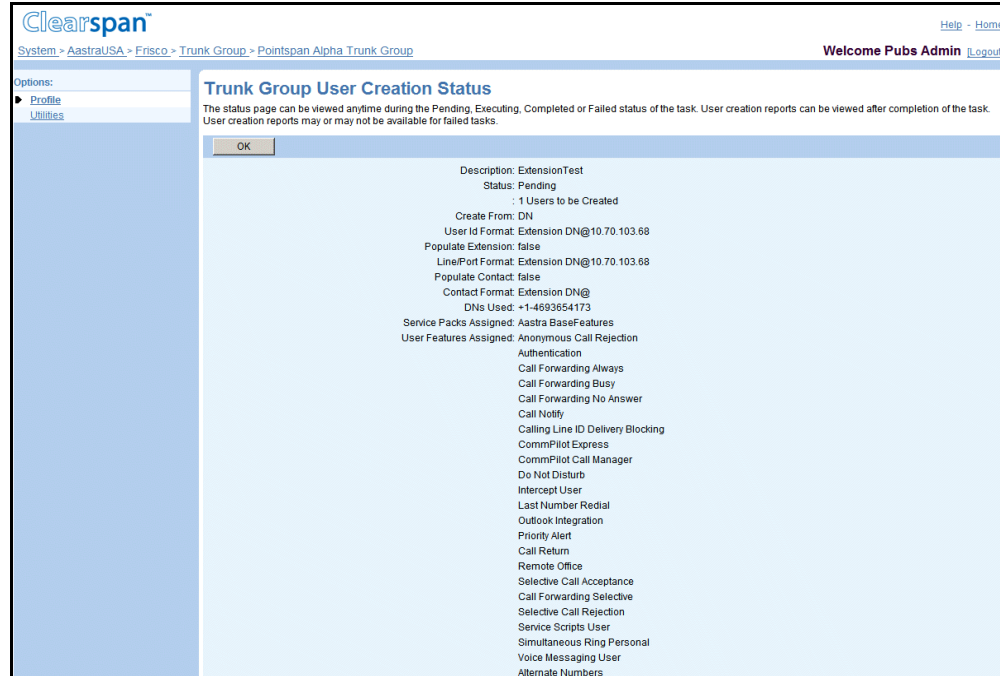 Clearspan™
Help - Home
System > AastraUSA > Frisco > Trunk Group > Pointspan Alpha Trunk Group
Welcome Pubs Admin [Logout
Options:
Profile
Utilities
Trunk Group User Creation Status
The status page can be viewed anytime during the Pending, Executing, Completed or Failed status of the task. User creation reports can be viewed after completion of the task.
User creation reports may or may not be available for failed tasks.
OK
Description: ExtensionTest
Status: Pending
: 1 Users to be Created
Create From: DN
User Id Format: Extension DN@10.70.103.68
Populate Extension: false
Line/Port Format: Extension DN@10.70.103.68
Populate Contact: false
Contact Format: Extension DN@
DNs Used: +1-4693654173
Service Packs Assigned: Aastra BaseFeatures
User Features Assigned: Anonymous Call Rejection
Authentication
Call Forwarding Always
Call Forwarding Busy
Call Forwarding No Answer
Call Notify
Calling Line ID Delivery Blocking
CommPilot Express
CommPilot Call Manager
Do Not Disturb
Intercept User
Last Number Redial
Outlook Integration
Priority Alert
Call Return
Remote Office
Selective Call Acceptance
Call Forwarding Selective
Selective Call Rejection
Service Scripts User
Simultaneous Ring Personal
Voice Messaging User
Alternate Numbers